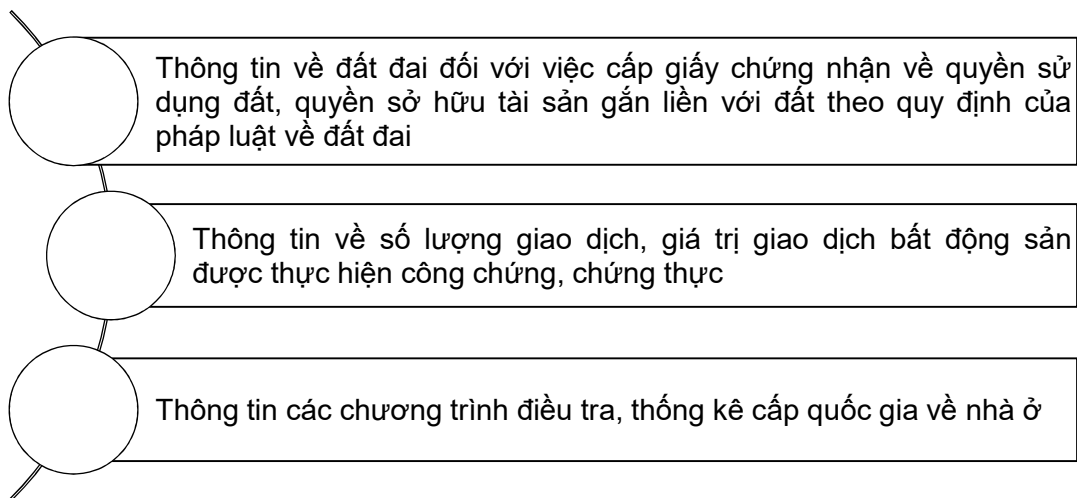 Thông tin về đất đai đối với việc cấp giấy chứng nhận về quyền sử
dụng đất, quyền sở hữu tài sản gắn liền với đất theo quy định của
pháp luật về đất đai
Thông tin về số lượng giao dịch, giá trị giao dịch bất động sản
được thực hiện công chứng, chứng thực
Thông tin các chương trình điều tra, thống kê cấp quốc gia về nhà ở